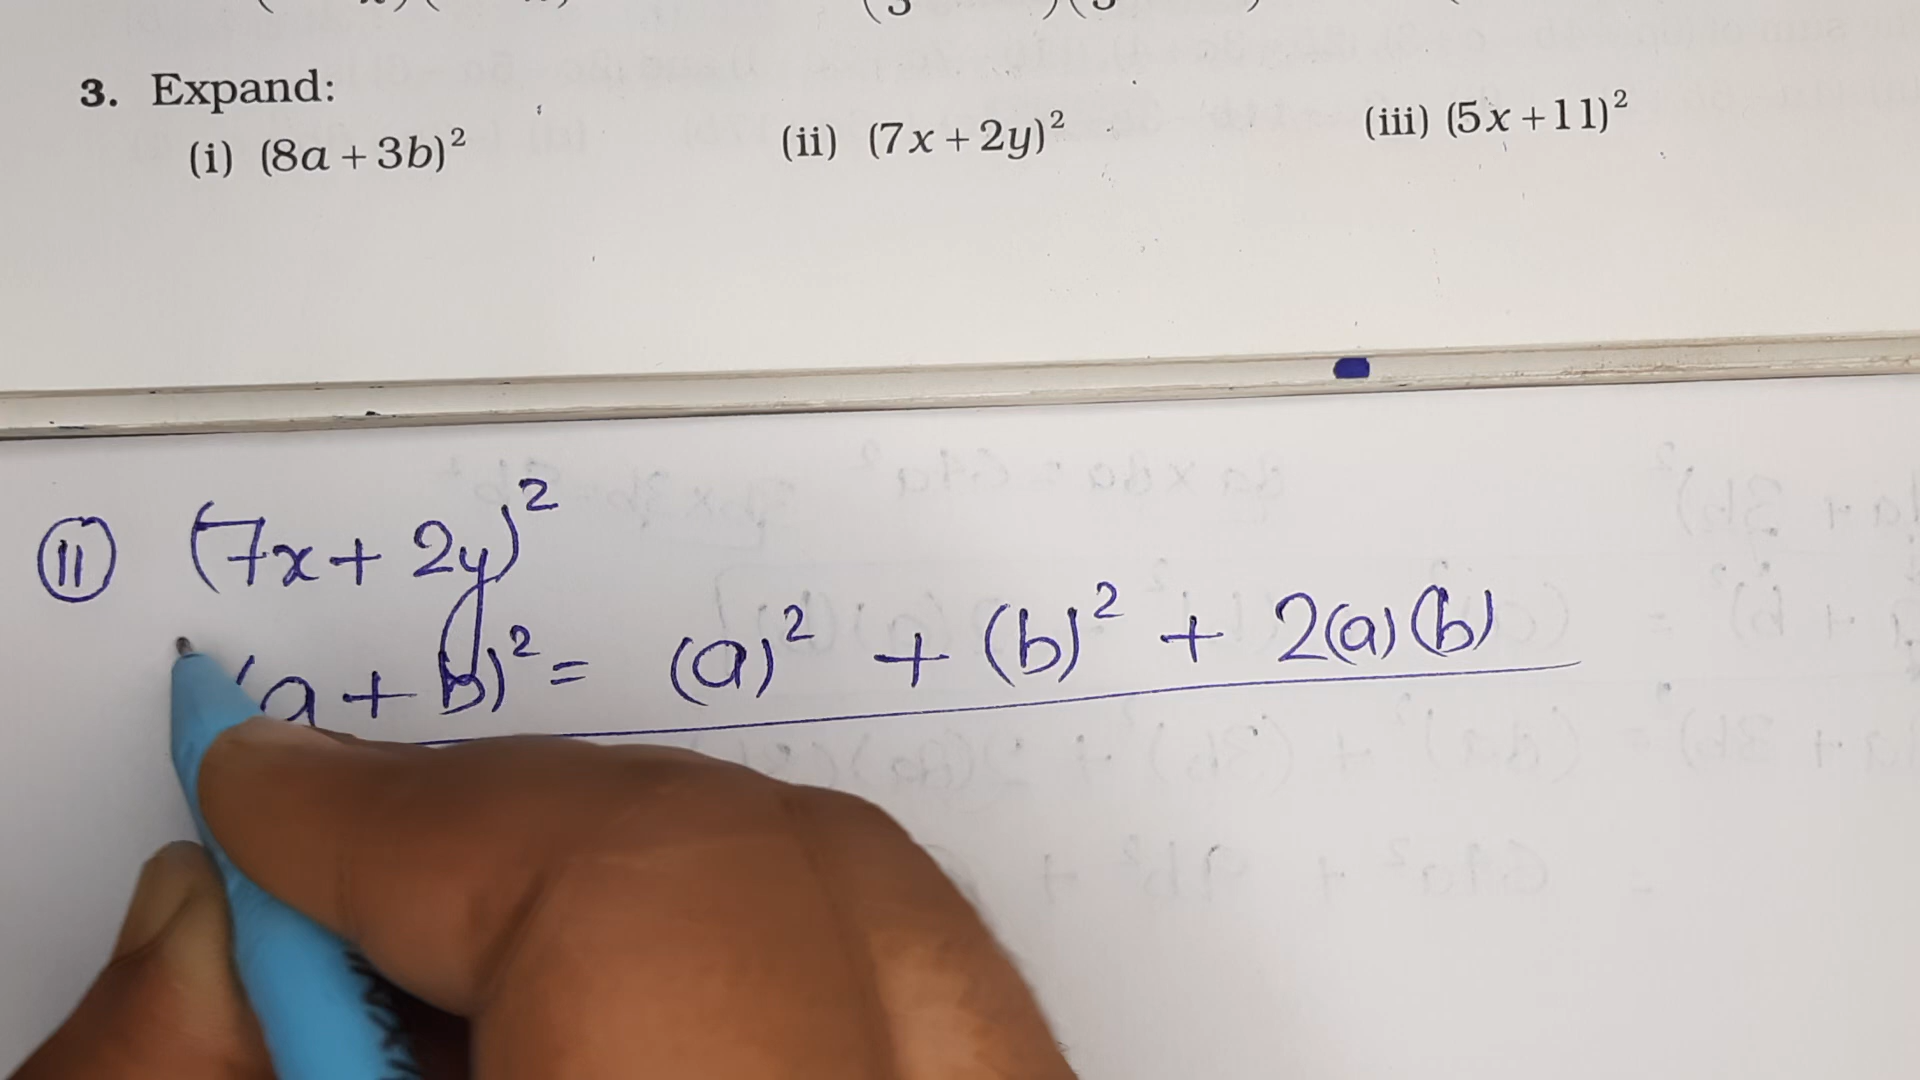 3. Expand:
(i) (8a + 3b)²
(ii) (7x + 2y)²
(iii) (5x + 11)²
(ii) (7x + 2y)²
(a + b)² = (a)² + (b)² + 2(a)(b)